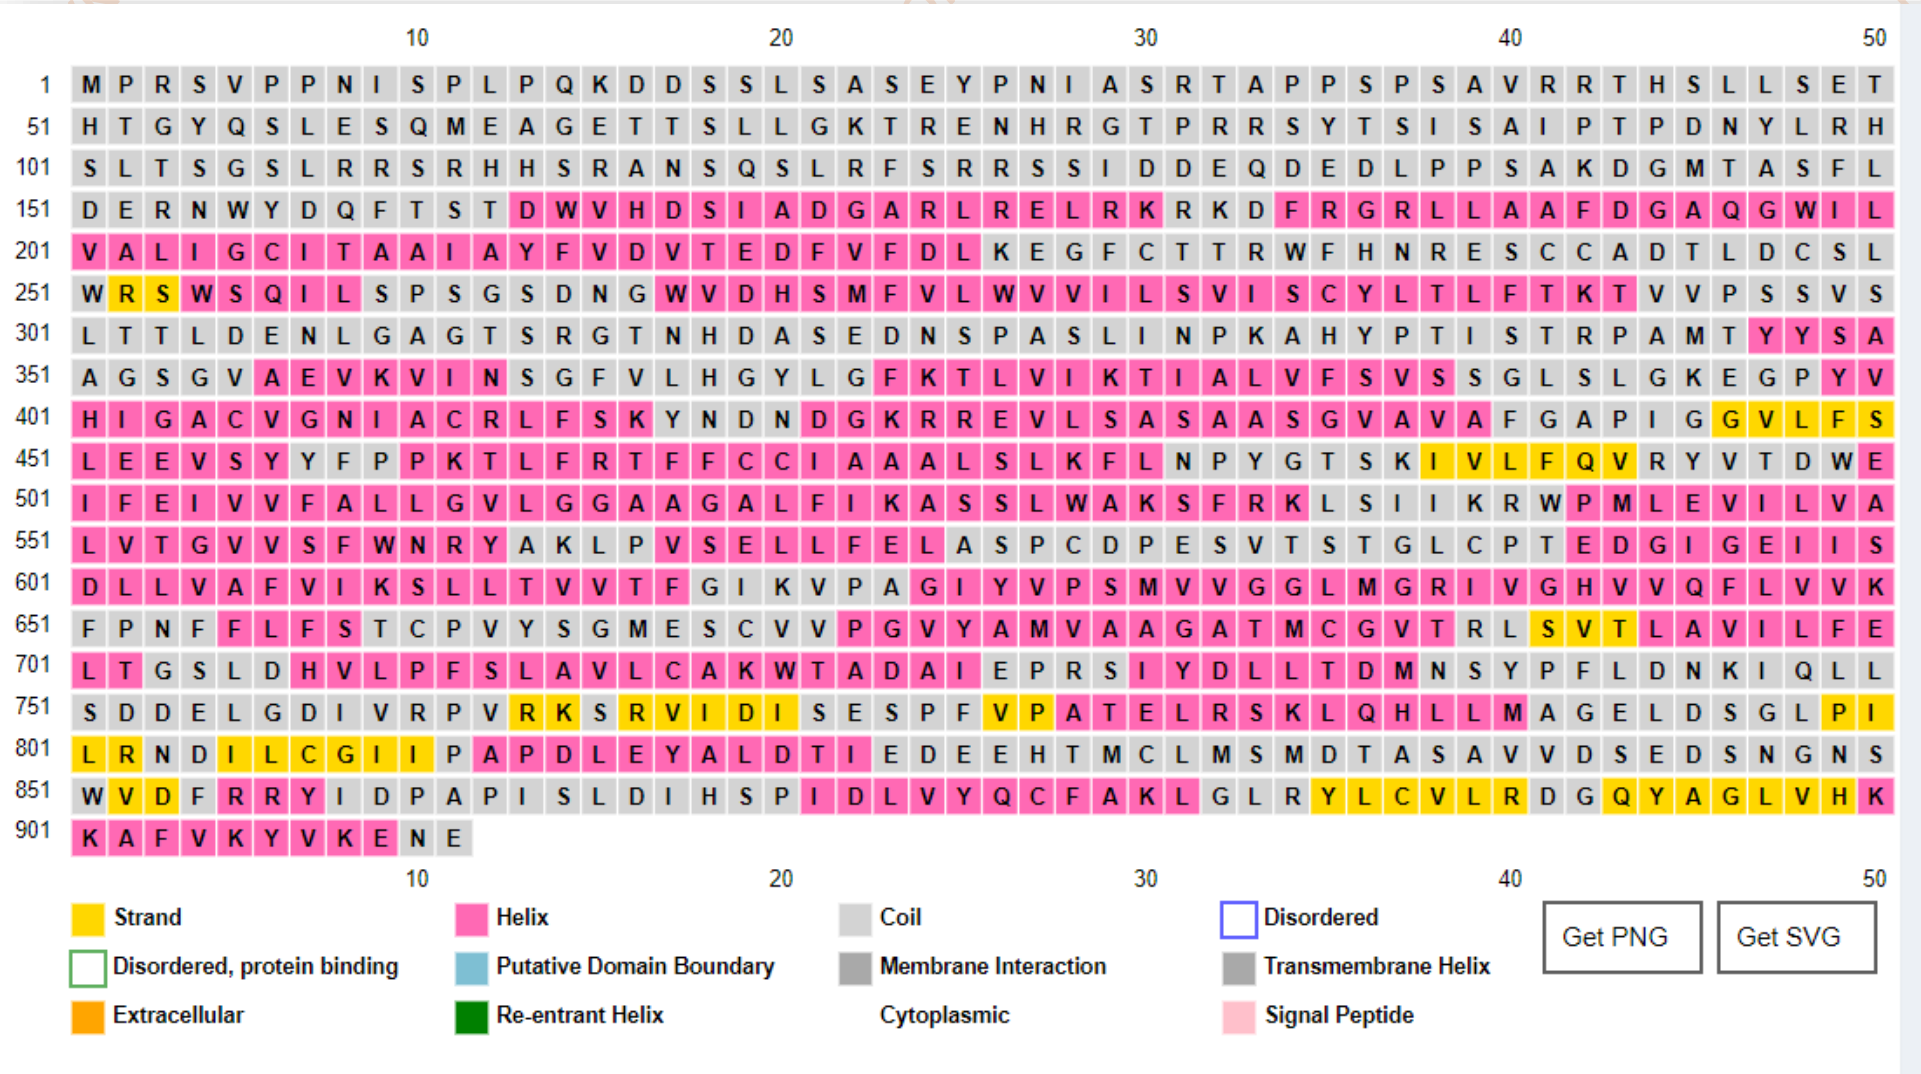 10 20 30 40 50
1 M P R S V P P N I S P L P Q K D D S S L S A S E Y P N I A S R T A P P S P S A V R R T H S L L S E T
51 H T G Y Q S L E S Q M E A G E T T S L L G K T R E N H R G T P R R S Y T S I S A I P T P D N Y L R H
101 S L T S G S L R R S R H H S R A N S Q S L R F S R R S S I D D E Q D E D L P P S A K D G M T A S F L
151 D E R N W Y D Q F T S T D W V H D S I A D G A R L R E L R K R K D F R G R L L A A F D G A Q G W I L
201 V A L I G C I T A A I A Y F V D V T E D F V F D L K E G F C T T R W F H N R E S C C A D T L D C S L
251 W R S W S Q I L S P S G S D N G W V D H S M F V L W V V I L S V I S C Y L T L F T K T V V P S S V S
301 L T T L D E N L G A G T S R G T N H D A S E D N S P A S L I N P K A H Y P T I S T R P A M T Y Y S A
351 A G S G V A E V K V I N S G F V L H G Y L G F K T L V I K T I A L V F S V S S G L S L G K E G P Y V
401 H I G A C V G N I A C R L F S K Y N D N D G K R R E V L S A S A A S G V A V A F G A P I G G V L F S
451 L E E V S Y Y F P P K T L F R T F F C C I A A A L S L K F L N P Y G T S K I V L F Q V R Y V T D W E
501 I F E I V V F A L L G V L G G A A G A L F I K A S S L W A K S F R K L S I I K R W P M L E V I L V A
551 L V T G V V S F W N R Y A K L P V S E L L F E L A S P C D P E S V T S T G L C P T E D G I G E I I S
601 D L L V A F V I K S L L T V V T F G I K V P A G I Y V P S M V V G G L M G R I V G H V V Q F L V V K
651 F P N F F L F S T C P V Y S G M E S C V V P G V Y A M V A A G A T M C G V T R L S V T L A V I L F E
701 L T G S L D H V L P F S L A V L C A K W T A D A I E P R S I Y D L L T D M N S Y P F L D N K I Q L L
751 S D D E L G D I V R P V R K S R V I D I S E S P F V P A T E L R S K L Q H L L M A G E L D S G L P I
801 L R N D I L C G I I P A P D L E Y A L D T I E D E E H T M C L M S M D T A S A V V D S E D S N G N S
851 W V D F R R Y I D P A P I S L D I H S P I D L V Y Q C F A K L G L R Y L C V L R D G Q Y A G L V H K
901 K A F V K Y V K E N E
10 20 30 40 50
Strand Helix Coil Disordered Get PNG Get SVG
Disordered, protein binding Putative Domain Boundary Membrane Interaction Transmembrane Helix
Extracellular Re-entrant Helix Cytoplasmic Signal Peptide